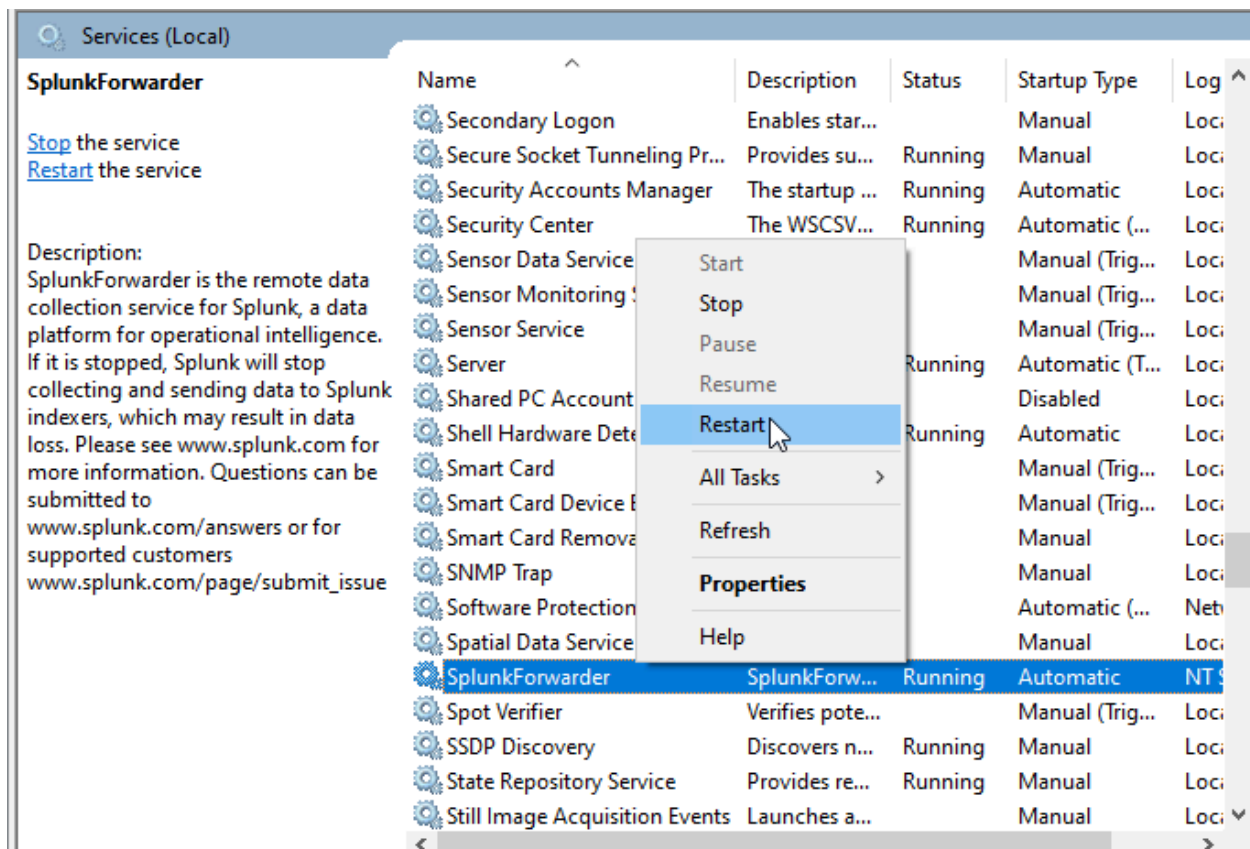 Services (Local)
SplunkForwarder
Stop the service
Restart the service
Description:
SplunkForwarder is the remote data
collection service for Splunk, a data
platform for operational intelligence.
If it is stopped, Splunk will stop
collecting and sending data to Splunk
indexers, which may result in data
loss. Please see www.splunk.com for
more information. Questions can be
submitted to
www.splunk.com/answers or for
supported customers
www.splunk.com/page/submit_issue
Name Description Status Startup Type Log
Secondary Logon Enables star... Manual Loca
Secure Socket Tunneling Pr... Provides su... Running Manual Loca
Security Accounts Manager The startup ... Running Automatic Loca
Security Center The WSCSV... Running Automatic (... Loca
Sensor Data Service Manual (Trig... Loca
Sensor Monitoring Manual (Trig... Loca
Sensor Service Manual (Trig... Loca
Server Running Automatic (T... Loca
Shared PC Account Disabled Loca
Shell Hardware Dete Running Automatic Loca
Smart Card Manual (Trig... Loca
Smart Card Device Manual (Trig... Loca
Smart Card Remova Manual Loca
SNMP Trap Manual Loca
Software Protection Automatic (... Netw
Spatial Data Service Manual Loca
SplunkForwarder SplunkForw... Running Automatic NT S
Spot Verifier Verifies pote... Manual (Trig... Loca
SSDP Discovery Discovers n... Running Manual Loca
State Repository Service Provides re... Running Manual Loca
Still Image Acquisition Events Launches a... Manual Loca
Start
Stop
Pause
Resume
Restart
All Tasks
Refresh
Properties
Help